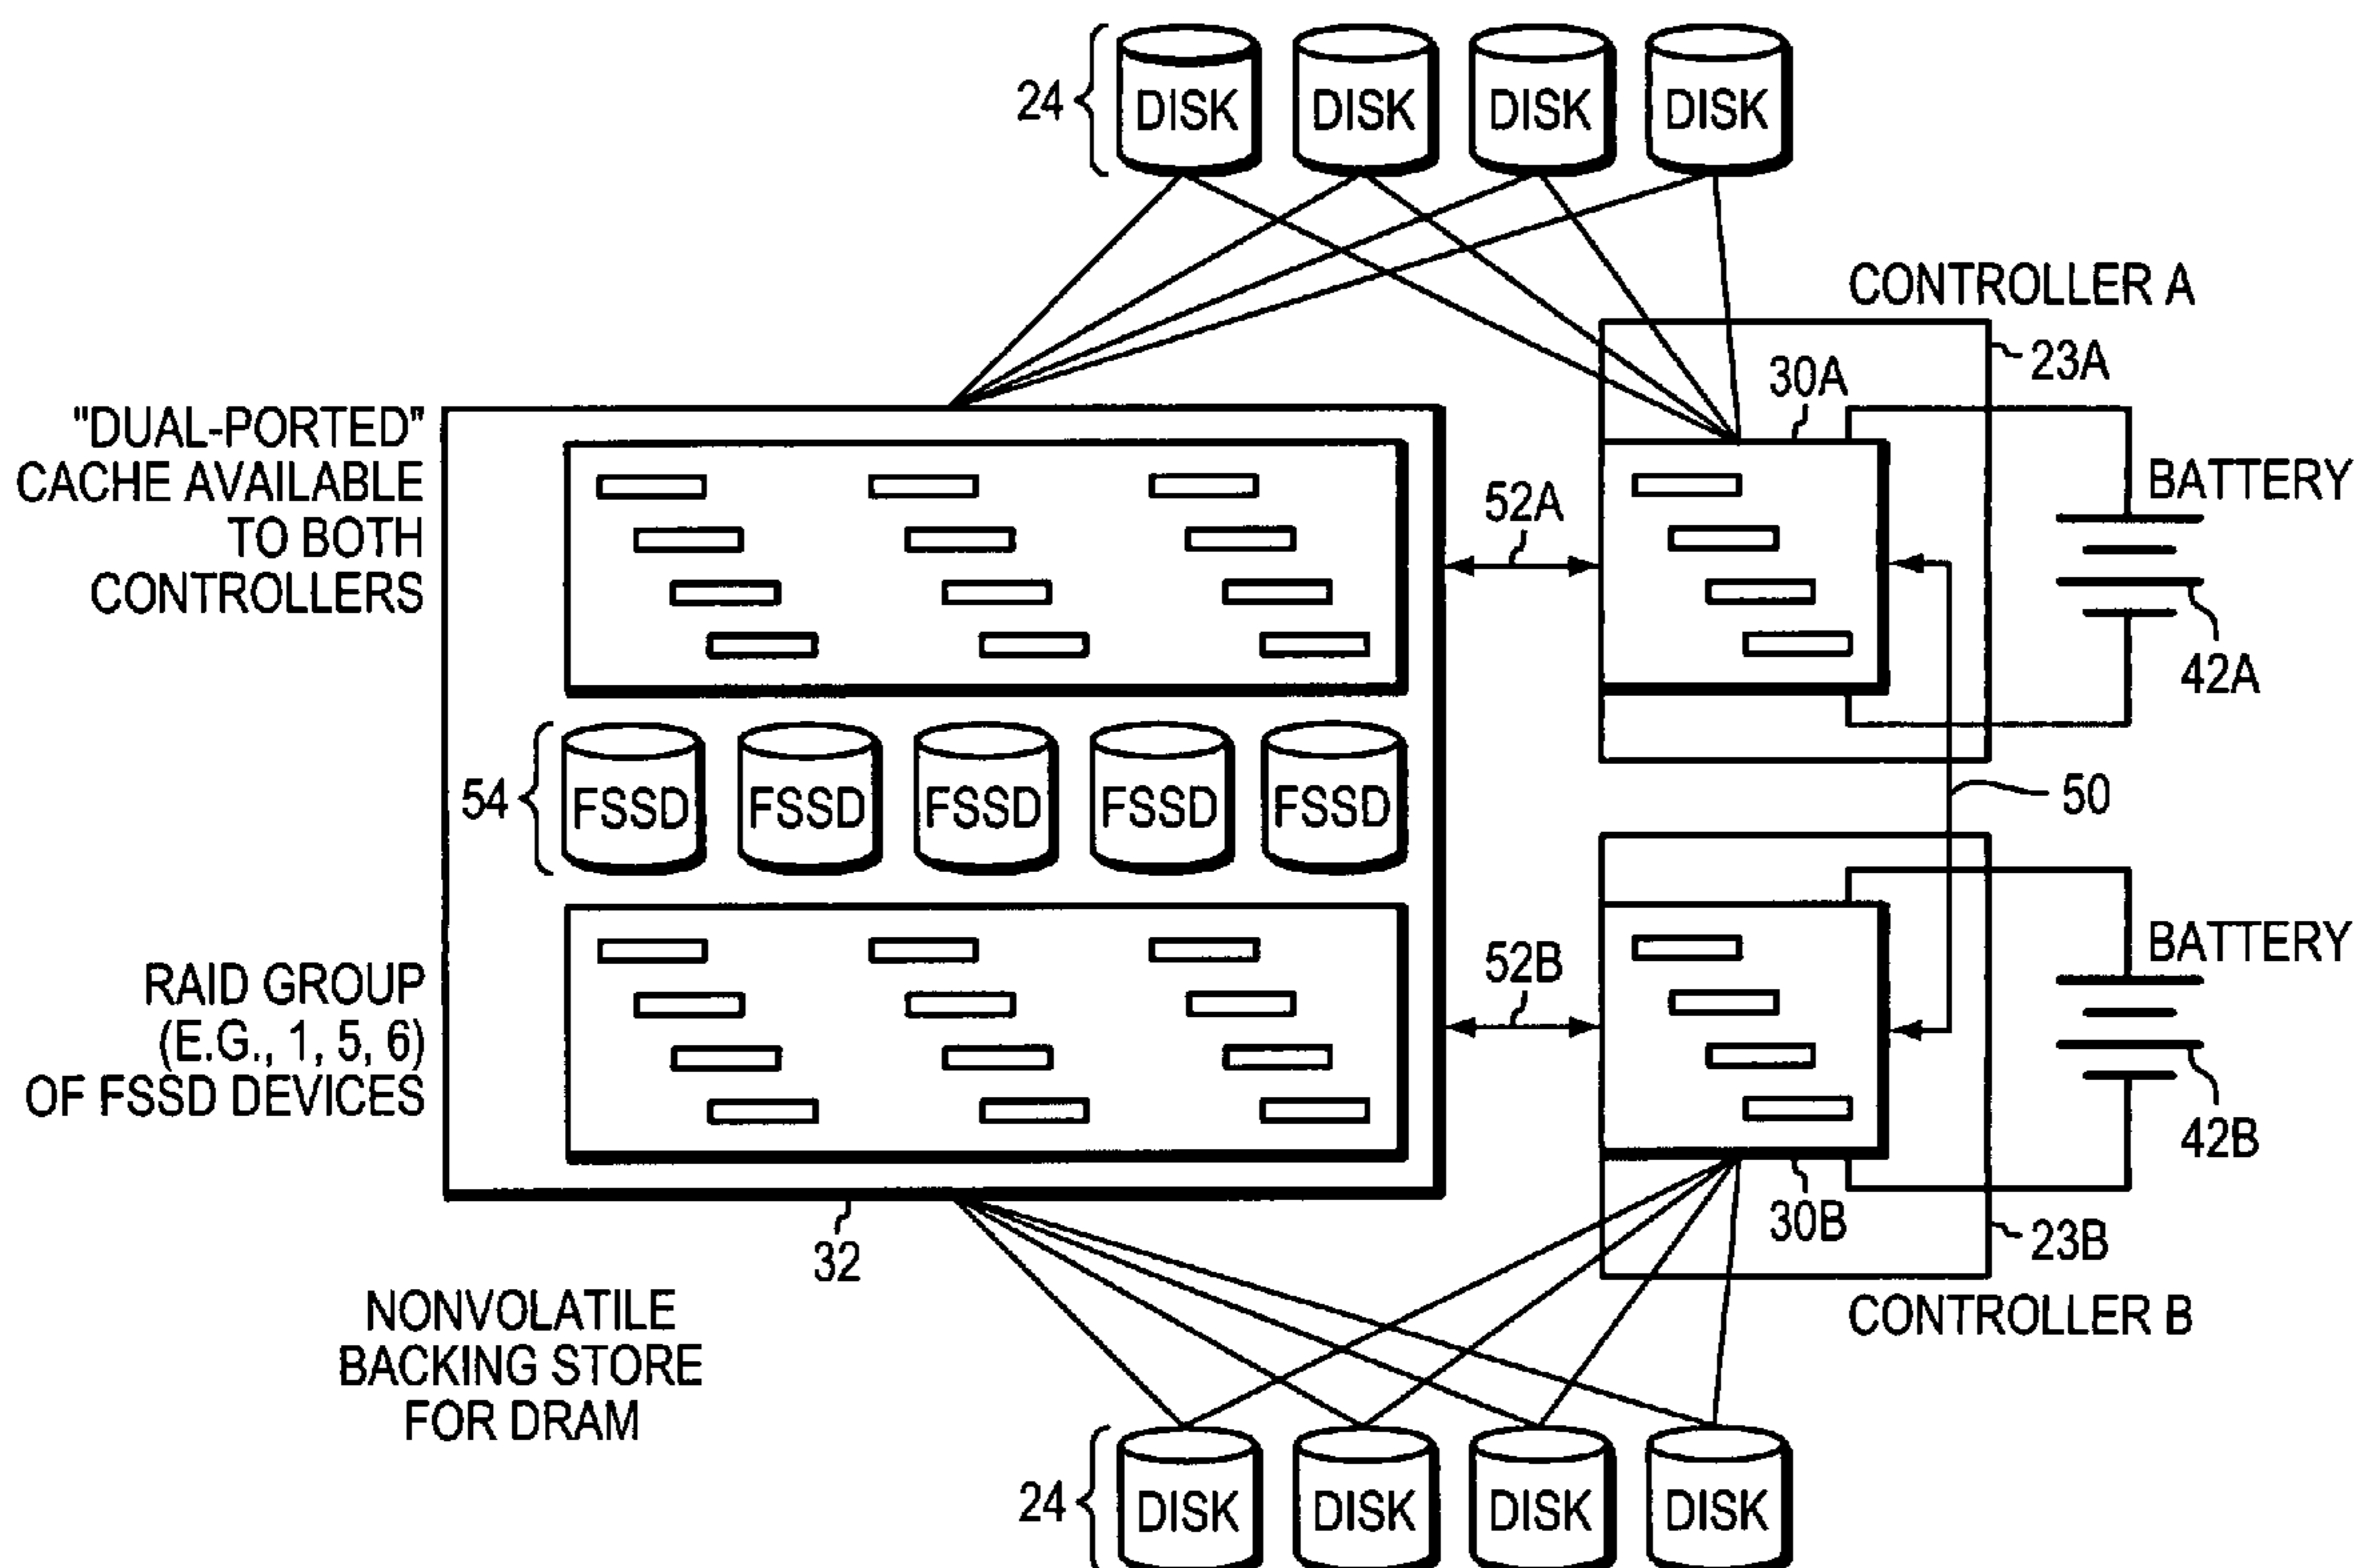 24
DISK DISK DISK DISK
CONTROLLER A
23A
30A
"DUAL-PORTED"
CACHE AVAILABLE
TO BOTH
CONTROLLERS
52A
BATTERY
42A
54
FSSD FSSD FSSD FSSD FSSD
50
RAID GROUP
(E.G., 1, 5, 6)
OF FSSD DEVICES
52B
BATTERY
42B
32
30B
23B
NONVOLATILE
BACKING STORE
FOR DRAM
CONTROLLER B
24
DISK DISK DISK DISK